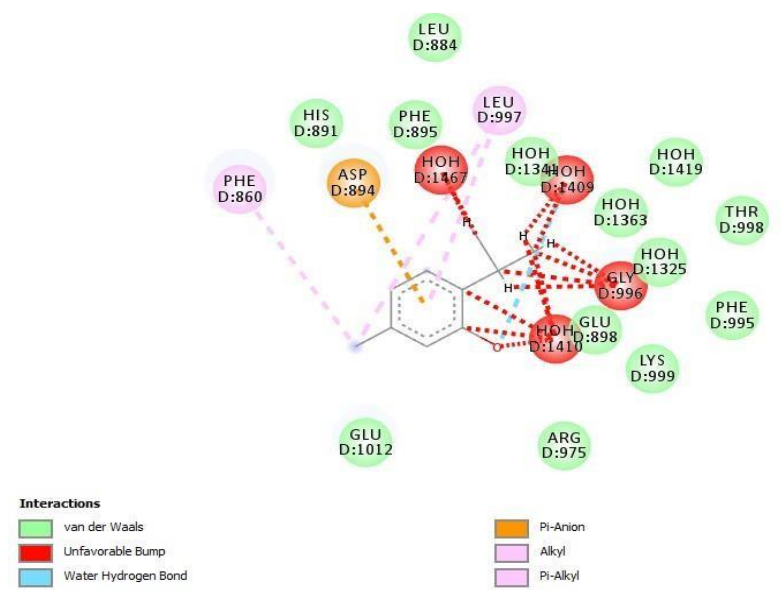 LEU
D:884
LEU
D:997
HIS
D:891
PHE
D:895
HOH
D:1467
HOH
D:1341
HOH
D:1409
HOH
D:1419
PHE
D:860
ASP
D:894
HOH
D:1363
THR
D:998
H
H
H
H
HOH
D:1325
GLY
D:996
PHE
D:995
HOH
D:1410
GLU
D:898
O
LYS
D:999
GLU
D:1012
ARG
D:975
Interactions
van der Waals
Unfavorable Bump
Water Hydrogen Bond
Pi-Anion
Alkyl
Pi-Alkyl